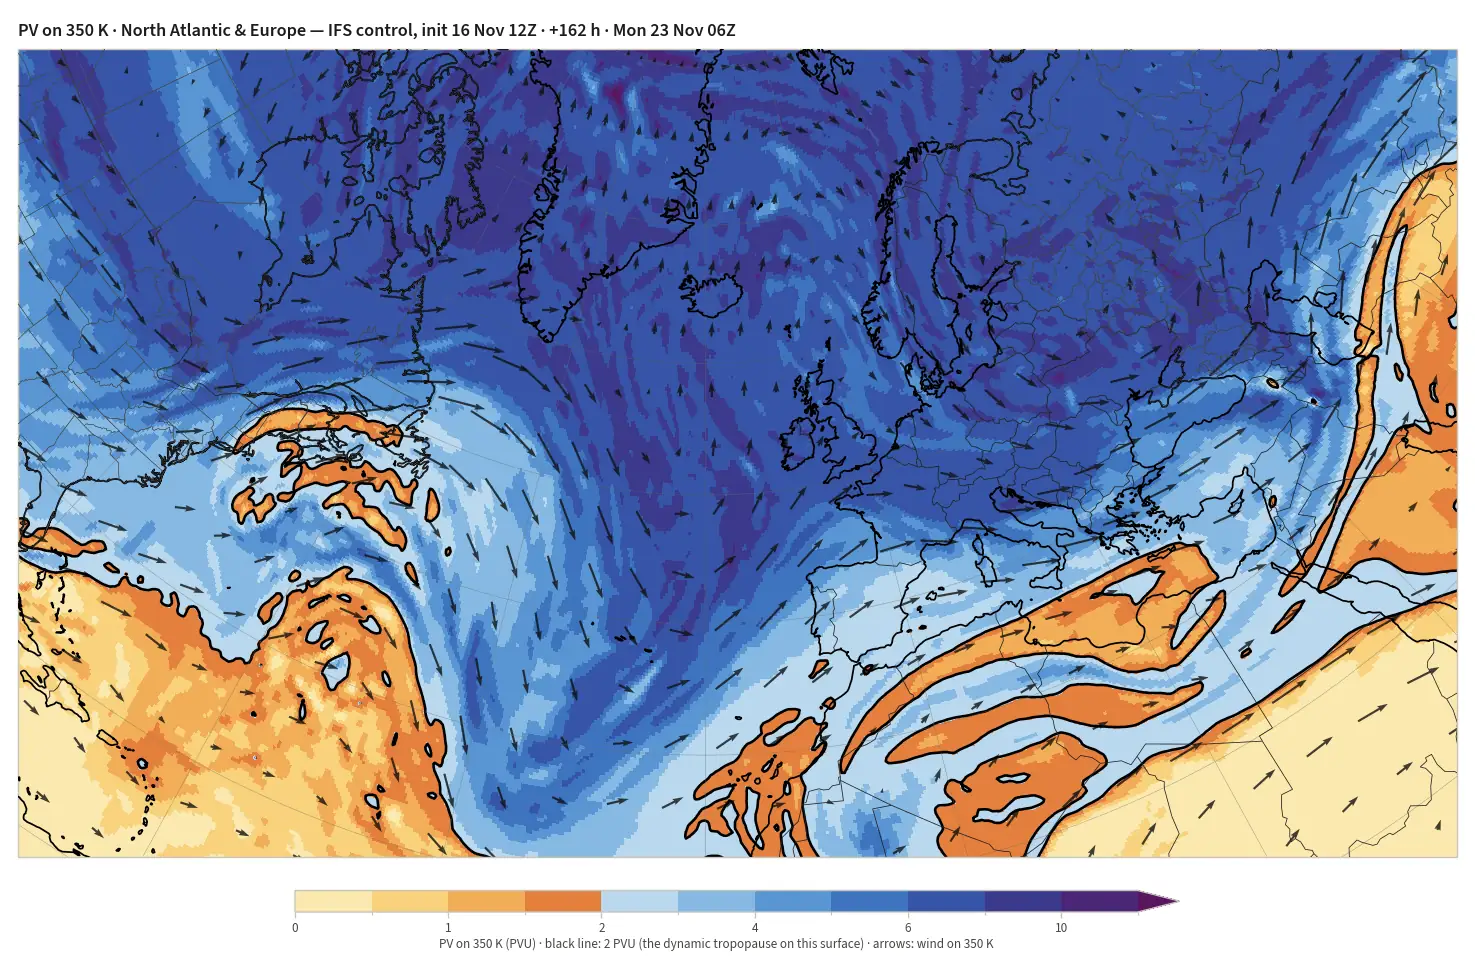 PV on 350 K · North Atlantic & Europe — IFS control, init 16 Nov 12Z · +162 h · Mon 23 Nov 06Z
0 1 2 4 6 10
PV on 350 K (PVU) · black line: 2 PVU (the dynamic tropopause on this surface) · arrows: wind on 350 K